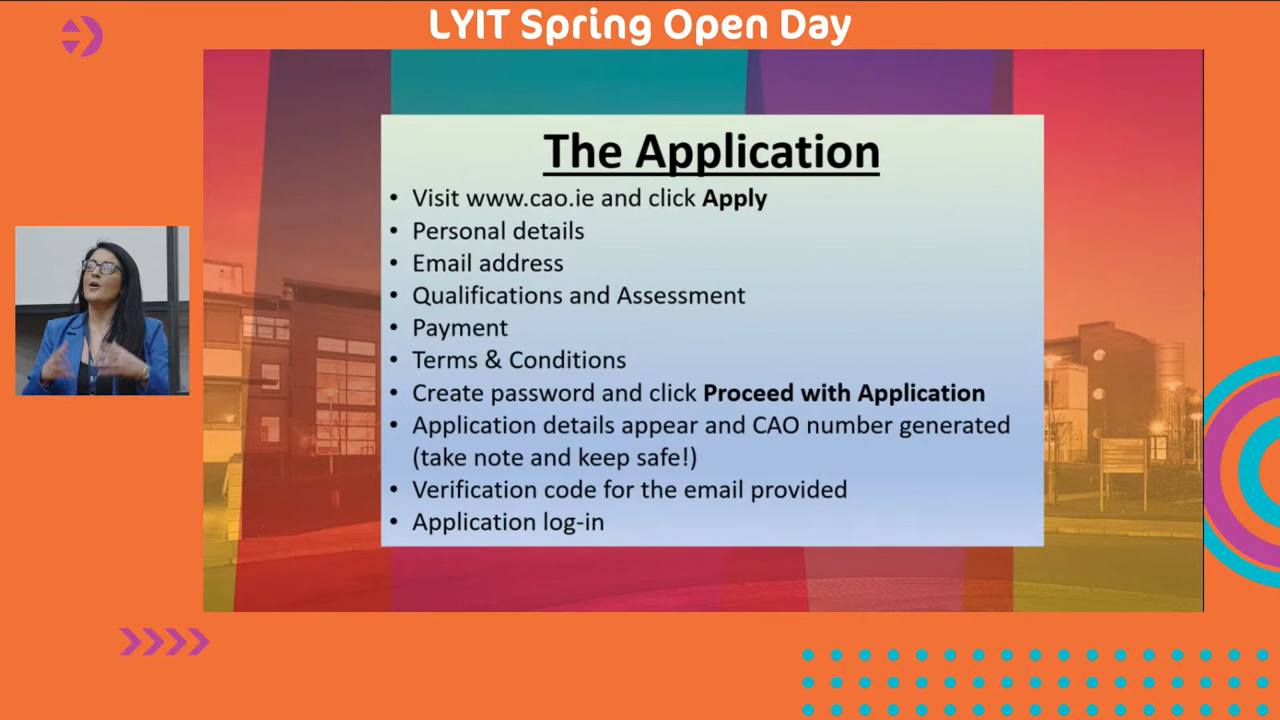 LYIT Spring Open Day
The Application
• Visit www.cao.ie and click Apply
• Personal details
• Email address
• Qualifications and Assessment
• Payment
• Terms & Conditions
• Create password and click Proceed with Application
• Application details appear and CAO number generated
(take note and keep safe!)
• Verification code for the email provided
• Application log-in